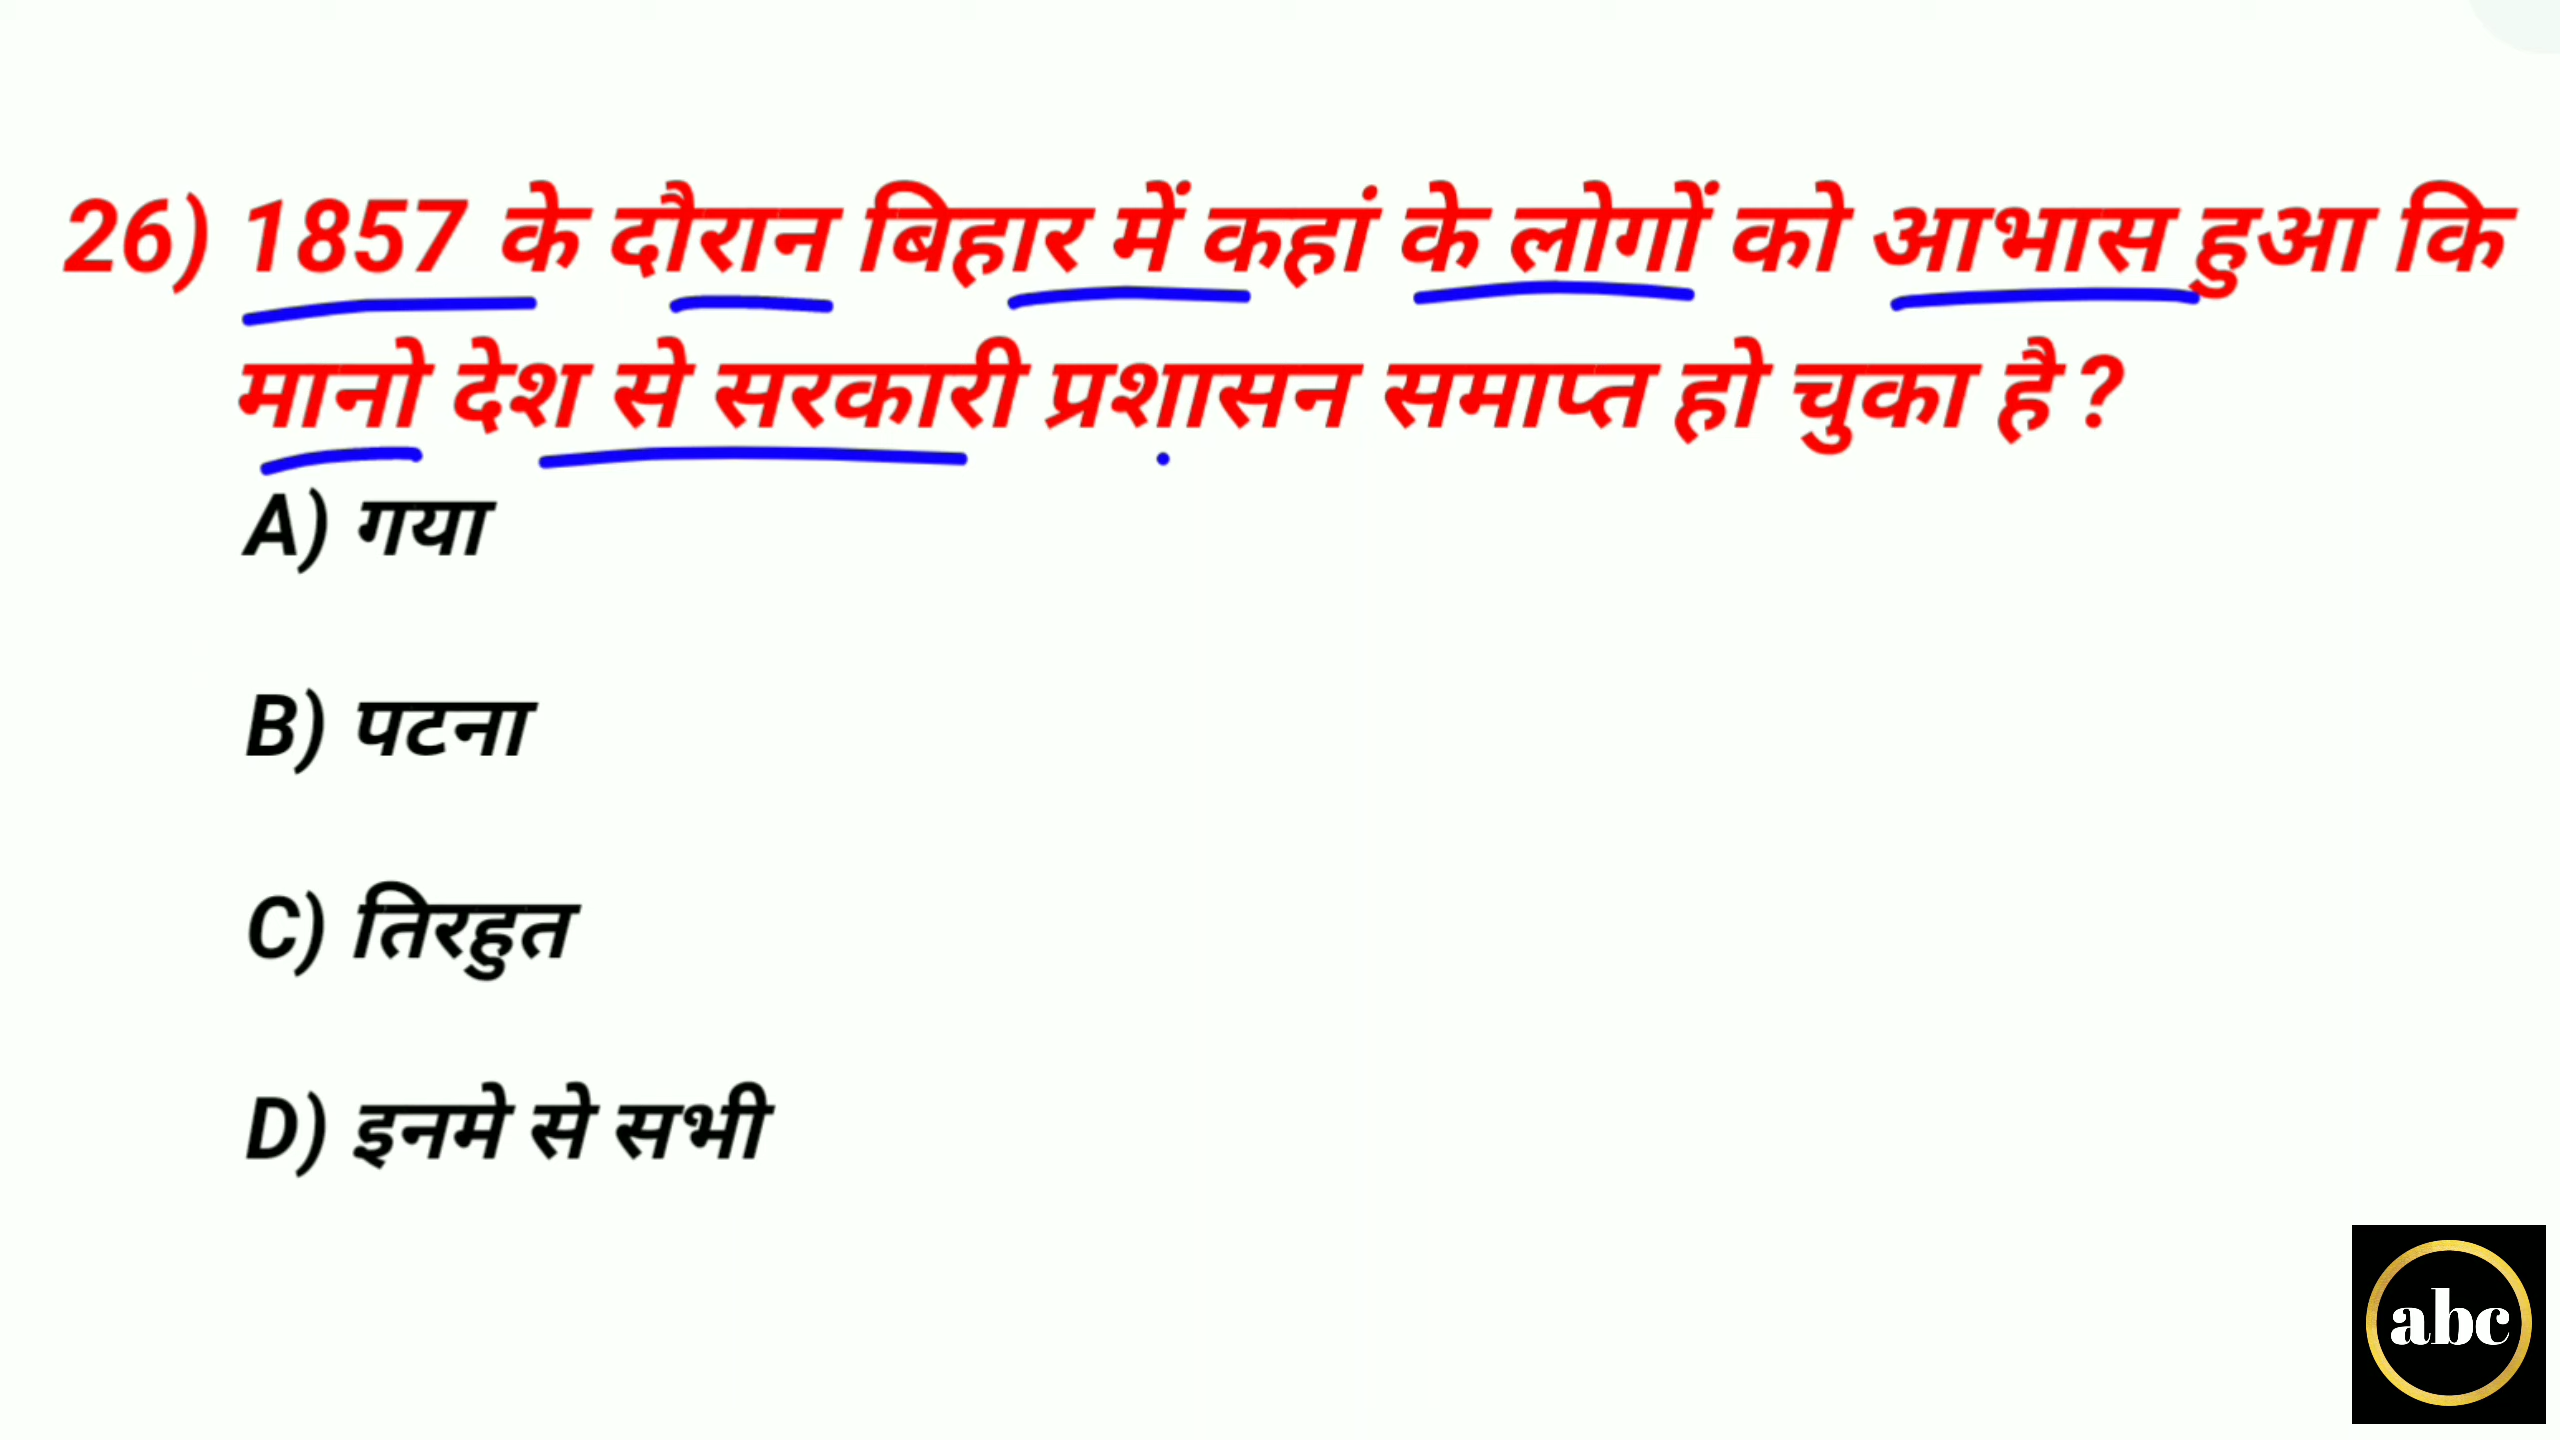 26) 1857 के दौरान बिहार में कहां के लोगों को आभास हुआ कि
मानो देश से सरकारी प्रशासन समाप्त हो चुका है ?
A) गया
B) पटना
C) तिरहुत
D) इनमे से सभी
abc